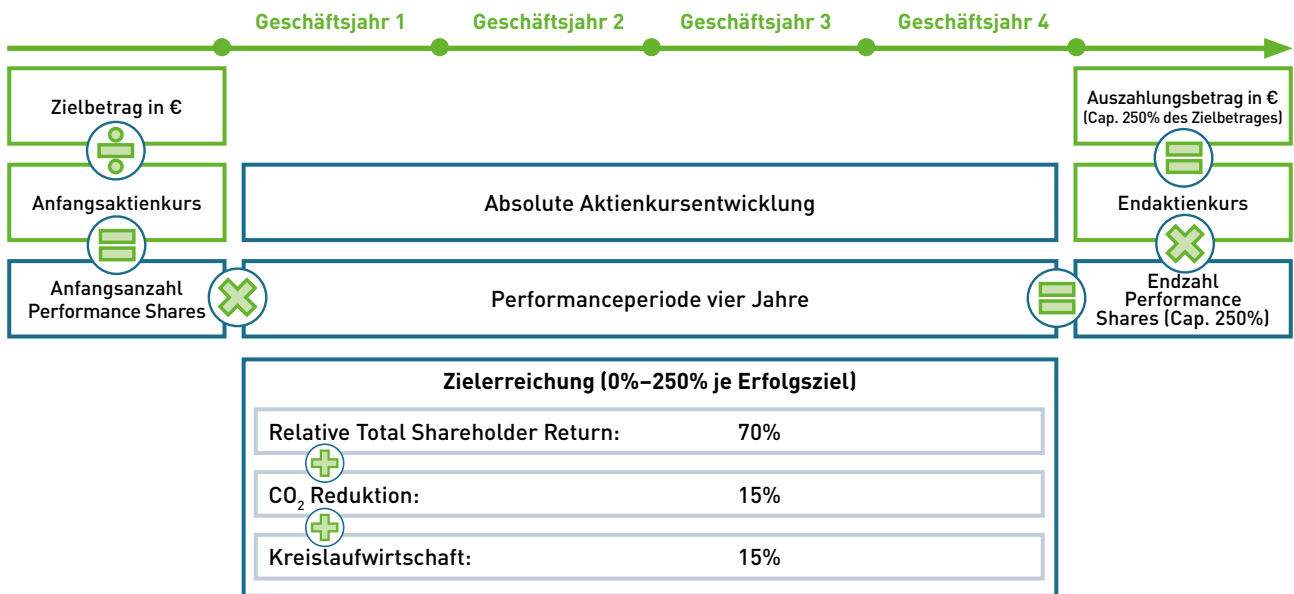 Geschäftsjahr 1 Geschäftsjahr 2 Geschäftsjahr 3 Geschäftsjahr 4
Zielbetrag in €
Auszahlungsbetrag in €
(Cap. 250% des Zielbetrages)
Anfangsaktienkurs
Absolute Aktienkursentwicklung
Endaktienkurs
Anfangsanzahl
Performance Shares
Performanceperiode vier Jahre
Endzahl
Performance
Shares (Cap. 250%)
Zielerreichung (0%–250% je Erfolgsziel)
Relative Total Shareholder Return: 70%
CO₂ Reduktion: 15%
Kreislaufwirtschaft: 15%